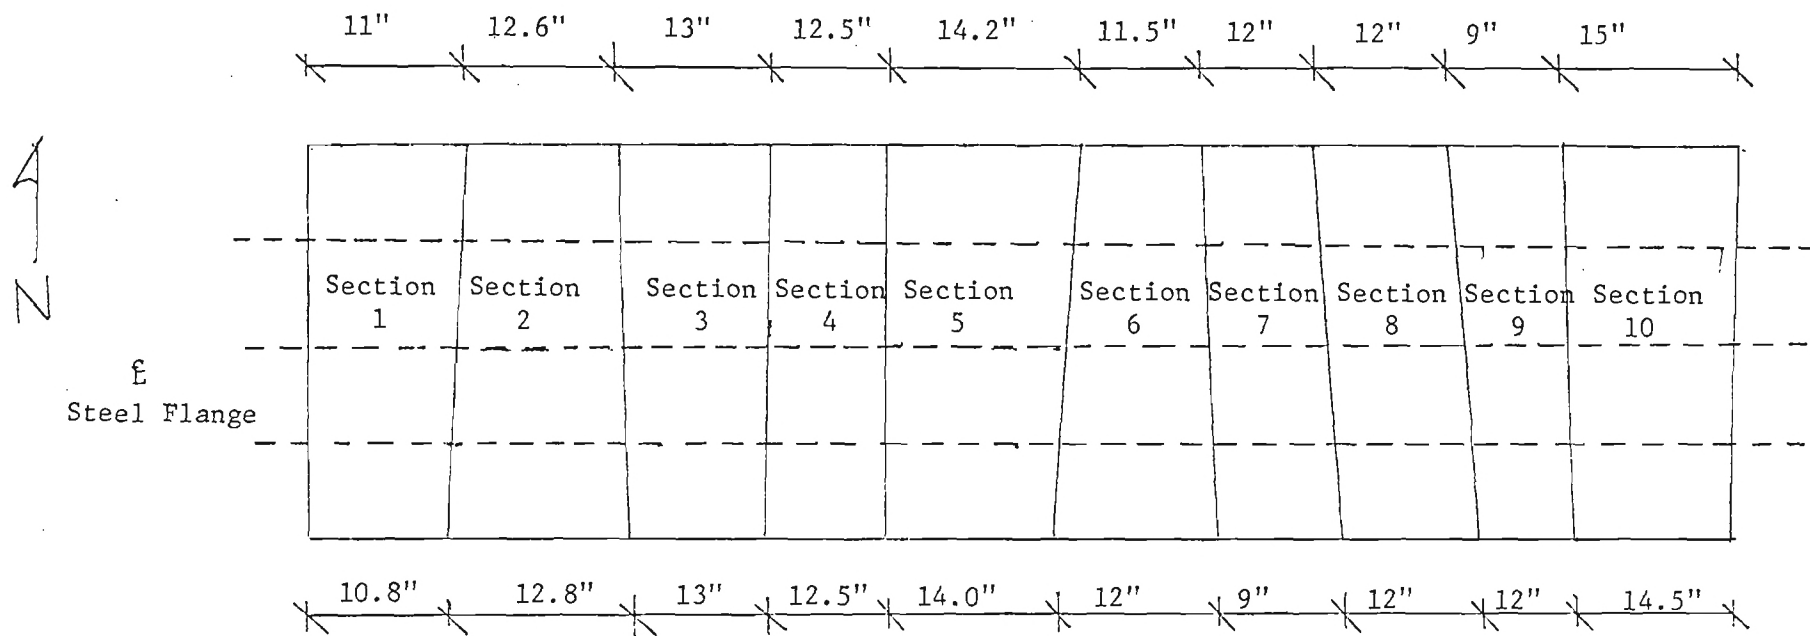 11" 12.6" 13" 12.5" 14.2" 11.5" 12" 12" 9" 15"
N
Section Section Section Section Section Section Section Section Section Section
1 2 3 4 5 6 7 8 9 10
℄
Steel Flange
10.8" 12.8" 13" 12.5" 14.0" 12" 9" 12" 12" 14.5"